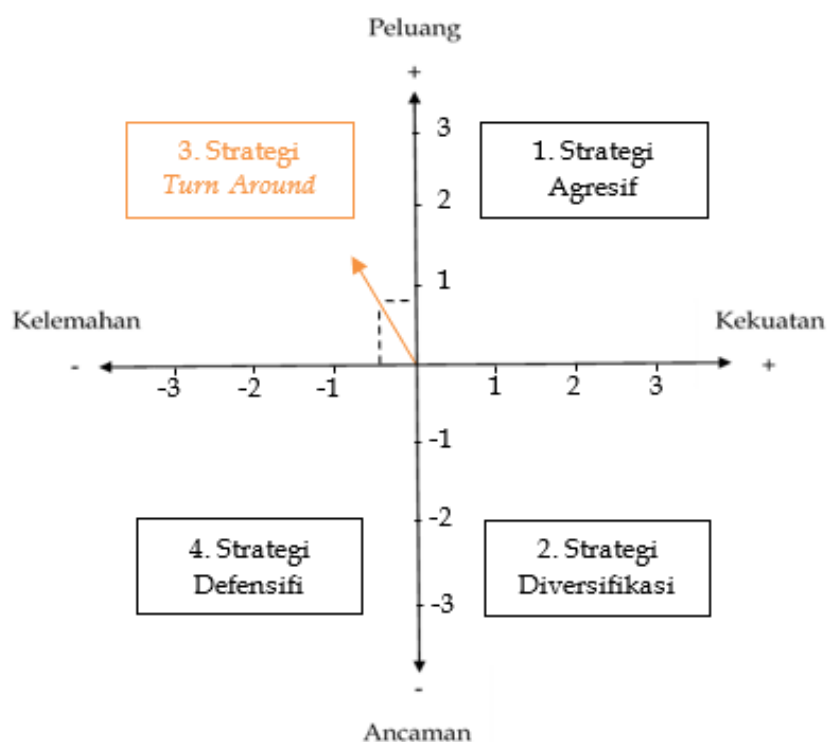 Peluang
+
3. Strategi
Turn Around
3
1. Strategi
Agresif
2
1
Kelemahan
Kekuatan
-
-3
-2
-1
1
2
3
+
-1
4. Strategi
Defensifi
-2
2. Strategi
Diversifikasi
-3
-
Ancaman